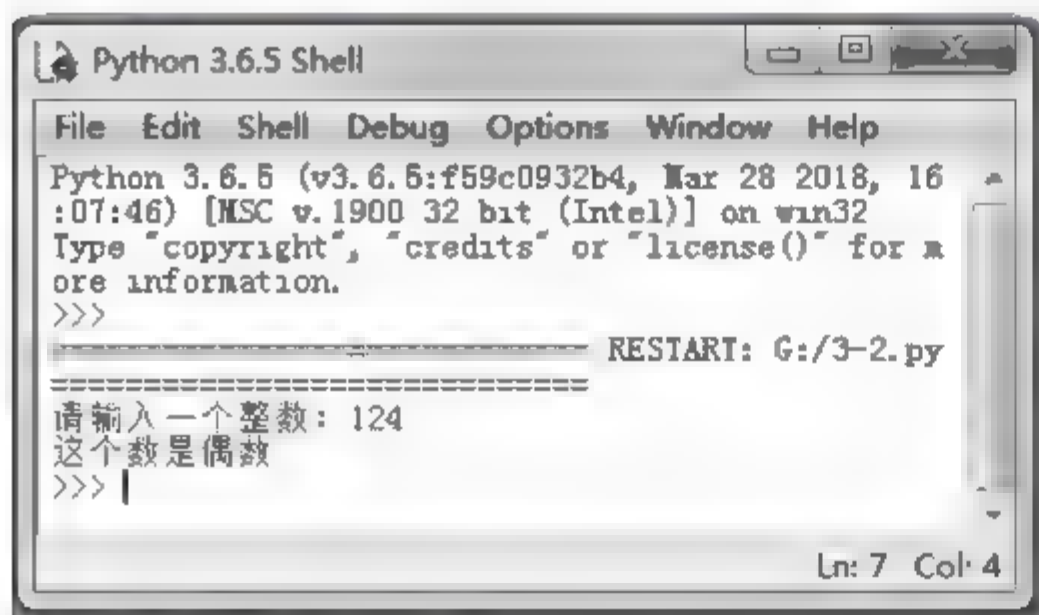 Python 3.6.5 Shell
File Edit Shell Debug Options Window Help
Python 3.6.5 (v3.6.5:f59c0932b4, Mar 28 2018, 16
:07:46) [MSC v.1900 32 bit (Intel)] on win32
Type "copyright", "credits" or "license()" for m
ore information.
>>>
============================= RESTART: G:/3-2.py
=============================
请输入一个整数: 124
这个数是偶数
>>>
Ln: 7 Col: 4